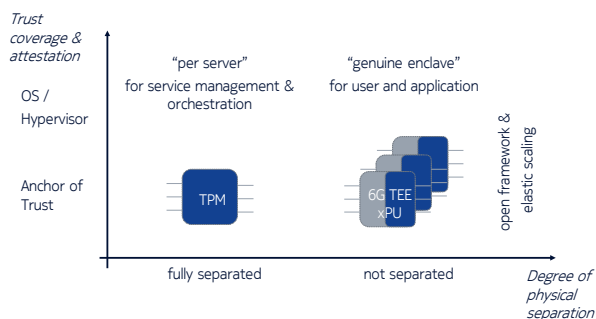 Trust
coverage &
attestation
“per server”
for service management &
orchestration
“genuine enclave”
for user and application
OS /
Hypervisor
Anchor of
Trust
TPM
6G TEE
xPU
open framework &
elastic scaling
fully separated
not separated
Degree of
physical
separation